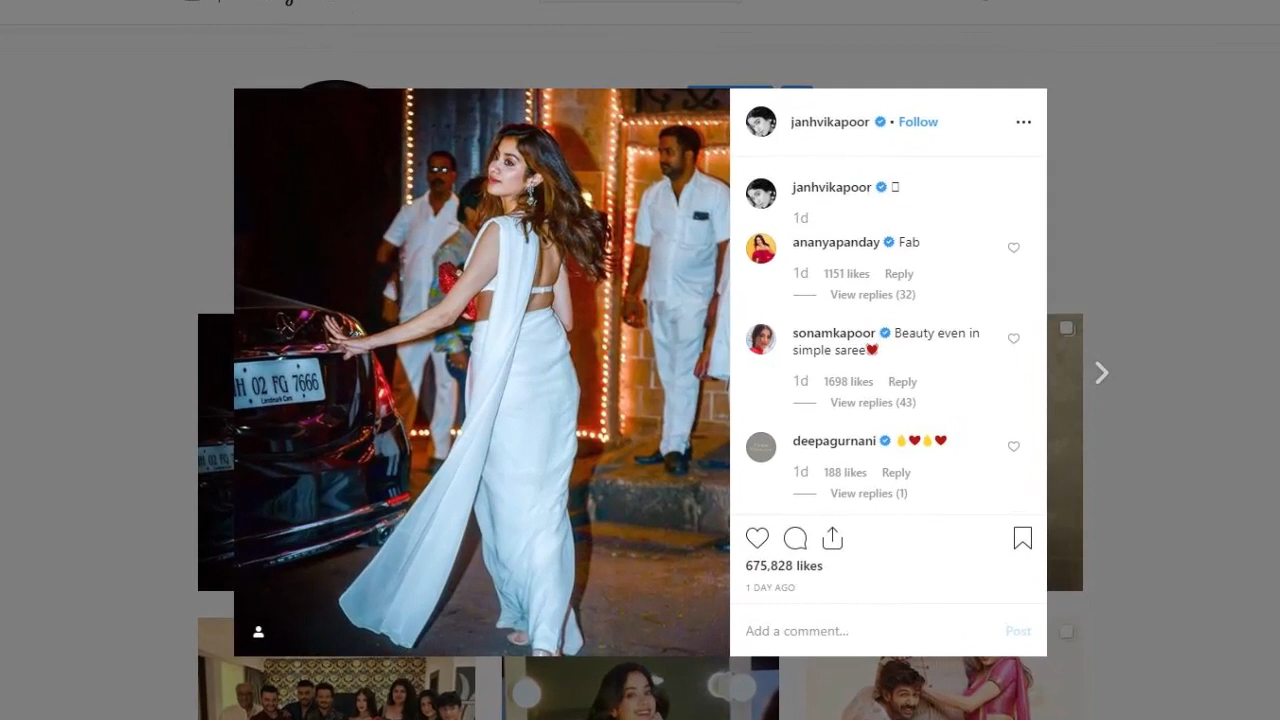 H 02 FG 7666
Landmark Cars
janhvikapoor • Follow
janhvikapoor
1d
ananyapanday Fab
1d 1151 likes Reply
View replies (32)
sonamkapoor Beauty even in
simple saree💓
1d 1698 likes Reply
View replies (43)
deepagurnani ❤️ ❤️
1d 188 likes Reply
View replies (1)
675,828 likes
1 DAY AGO
Add a comment... Post